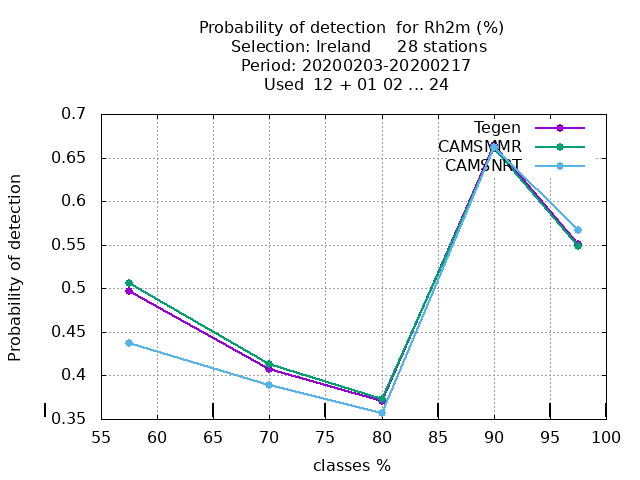 Probability of detection  for Rh2m (%)
Selection: Ireland     28 stations
Period: 20200203-20200217
Used  12 + 01 02 ... 24
0.7
0.65
0.6
0.55
0.5
0.45
0.4
0.35
Probability of detection
Tegen
CAMSMMR
CAMSNRT
55 60 65 70 75 80 85 90 95 100
classes %